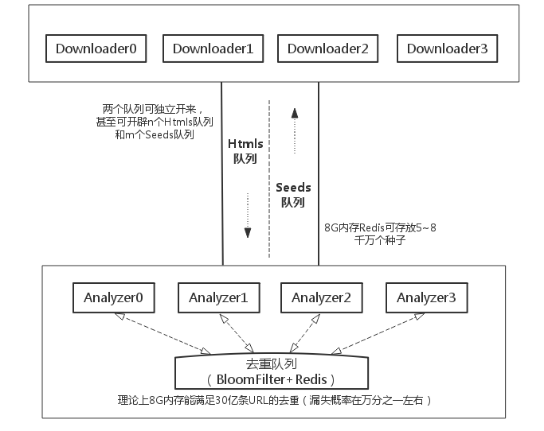 Downloader0 Downloader1 Downloader2 Downloader3
两个队列可独立开来，
甚至可开辟n个Htmls队列
和m个Seeds队列
Htmls
队列
Seeds
队列
8G内存Redis可存放5~8
千万个种子
Analyzer0 Analyzer1 Analyzer2 Analyzer3
去重队列
（BloomFilter+ Redis）
理论上8G内存能满足30亿条URL的去重（漏失概率在万分之一左右）